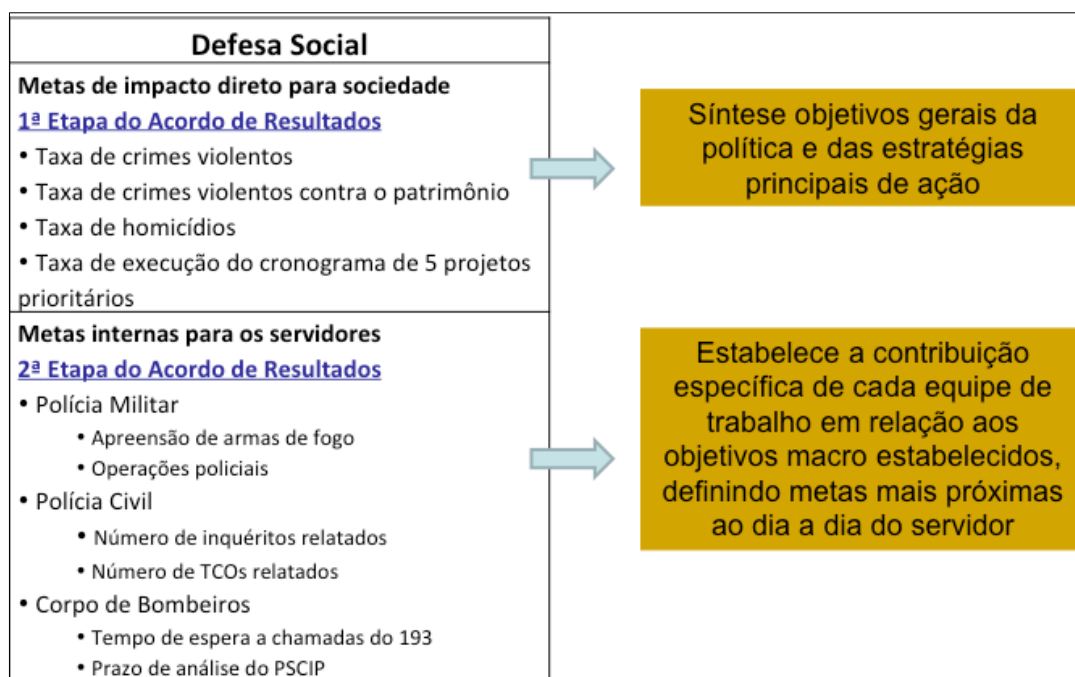 Defesa Social
Metas de impacto direto para sociedade
1ª Etapa do Acordo de Resultados
• Taxa de crimes violentos
• Taxa de crimes violentos contra o patrimônio
• Taxa de homicídios
• Taxa de execução do cronograma de 5 projetos
prioritários
Síntese objetivos gerais da
política e das estratégias
principais de ação
Metas internas para os servidores
2ª Etapa do Acordo de Resultados
• Polícia Militar
• Apreensão de armas de fogo
• Operações policiais
• Polícia Civil
• Número de inquéritos relatados
• Número de TCOs relatados
• Corpo de Bombeiros
• Tempo de espera a chamadas do 193
• Prazo de análise do PSCIP
Estabelece a contribuição
específica de cada equipe de
trabalho em relação aos
objetivos macro estabelecidos,
definindo metas mais próximas
ao dia a dia do servidor